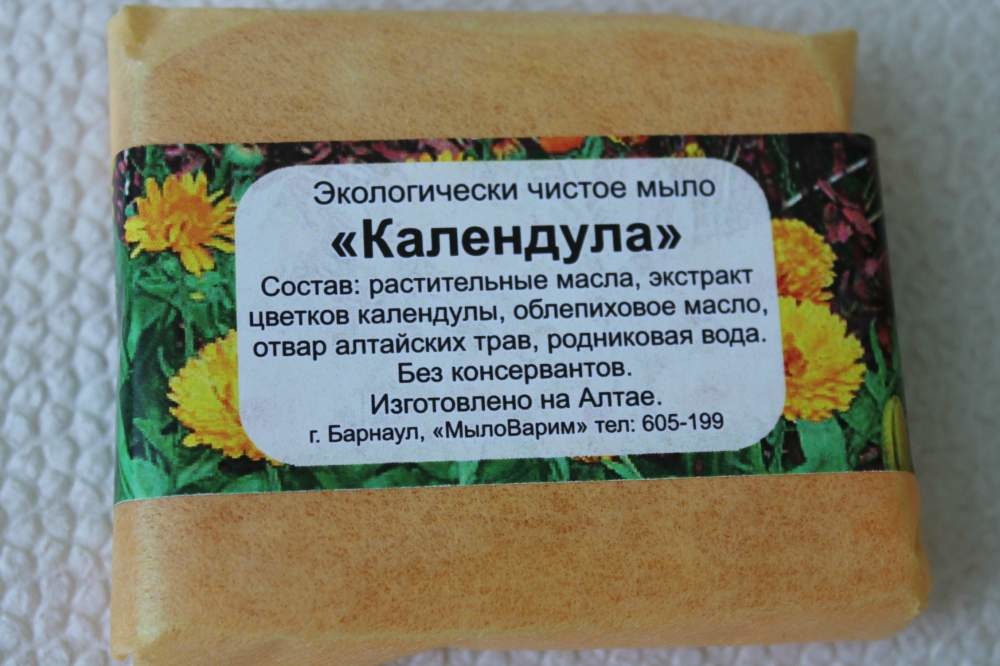 Экологически чистое мыло
«Календула»
Состав: растительные масла, экстракт
цветков календулы, облепиховое масло,
отвар алтайских трав, родниковая вода.
Без консервантов.
Изготовлено на Алтае.
г. Барнаул, «МылоВарим» тел: 605-199